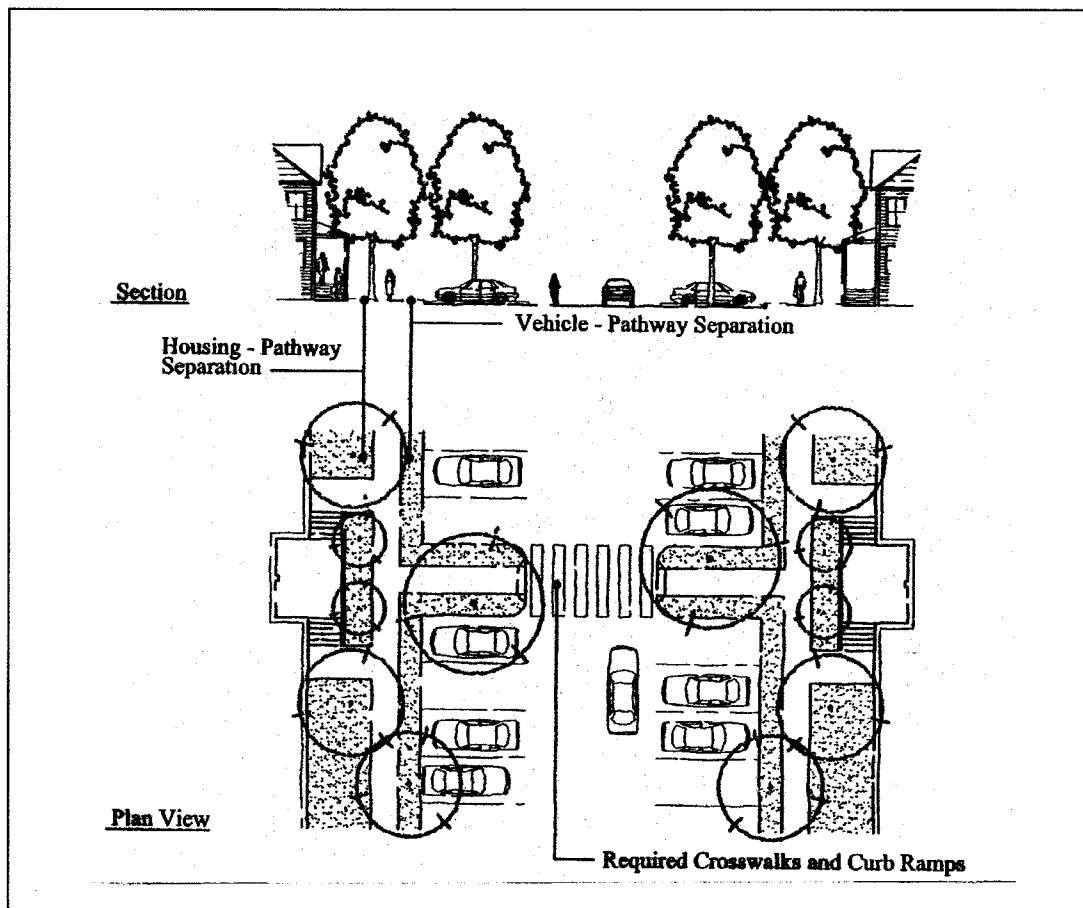 Section
Vehicle - Pathway Separation
Housing - Pathway
Separation
Plan View
Required Crosswalks and Curb Ramps